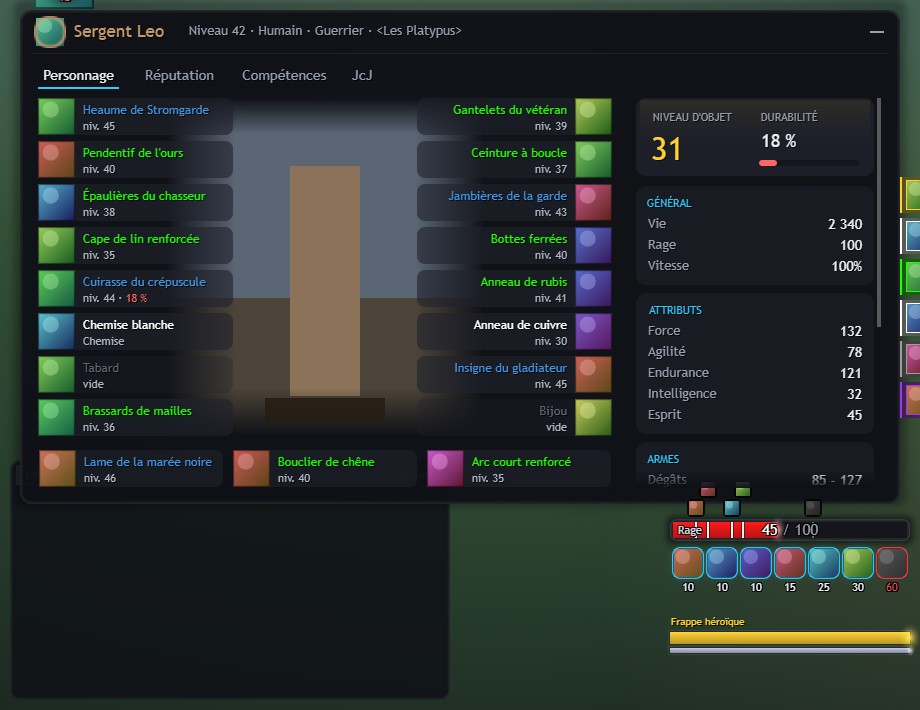 Sergent Leo
Niveau 42 · Humain · Guerrier · <Les Platypus>
Personnage
Réputation
Compétences
JcJ
Heaume de Stromgarde
niv. 45
Pendentif de l'ours
niv. 40
Épaulières du chasseur
niv. 38
Cape de lin renforcée
niv. 35
Cuirasse du crépuscule
niv. 44 · 18 %
Chemise blanche
Chemise
Tabard
vide
Brassards de mailles
niv. 36
Gantelets du vétéran
niv. 39
Ceinture à boucle
niv. 37
Jambières de la garde
niv. 43
Bottes ferrées
niv. 40
Anneau de rubis
niv. 41
Anneau de cuivre
niv. 30
Insigne du gladiateur
niv. 45
Bijou
vide
Lame de la marée noire
niv. 46
Bouclier de chêne
niv. 40
Arc court renforcé
niv. 35
NIVEAU D'OBJET
31
DURABILITÉ
18 %
GÉNÉRAL
Vie 2 340
Rage 100
Vitesse 100%
ATTRIBUTS
Force 132
Agilité 78
Endurance 121
Intelligence 32
Esprit 45
ARMES
Dégâts 85 - 127
Rage 45 / 100
10 10 10 15 25 30 60
Frappe héroïque